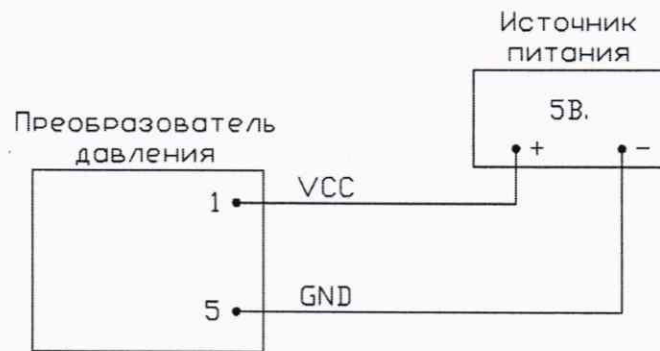 Источник
питания
5В.
+ -
Преобразователь
давления
1 VCC
5 GND